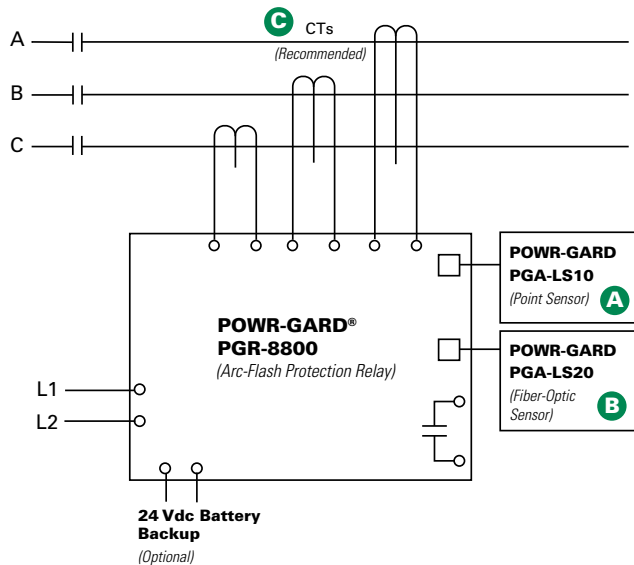 C CTs
(Recommended)
A
B
C
POWR-GARD
PGA-LS10
(Point Sensor) A
POWR-GARD®
PGR-8800
(Arc-Flash Protection Relay)
POWR-GARD
PGA-LS20
(Fiber-Optic
Sensor) B
L1
L2
24 Vdc Battery
Backup
(Optional)